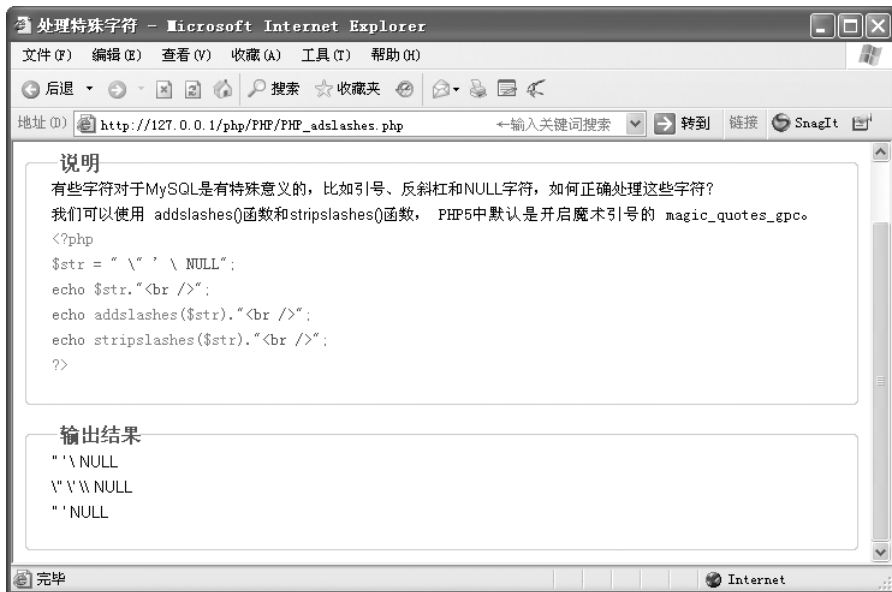 处理特殊字符 - Microsoft Internet Explorer
文件(F) 编辑(E) 查看(V) 收藏(A) 工具(T) 帮助(H)
后退 搜索 收藏夹
地址(D) http://127.0.0.1/php/PHP/PHP_adslashes.php ←输入关键词搜索 转到 链接 SnagIt
说明
有些字符对于MySQL是有特殊意义的，比如引号、反斜杠和NULL字符，如何正确处理这些字符？
我们可以使用 addslashes()函数和stripslashes()函数， PHP5中默认是开启魔术引号的 magic_quotes_gpc。
<?php
$str = " \" ' \ NULL";
echo $str."<br />";
echo addslashes($str)."<br />";
echo stripslashes($str)."<br />";
?>
输出结果
" ' \ NULL
\" \' \\ NULL
" ' NULL
完毕 Internet